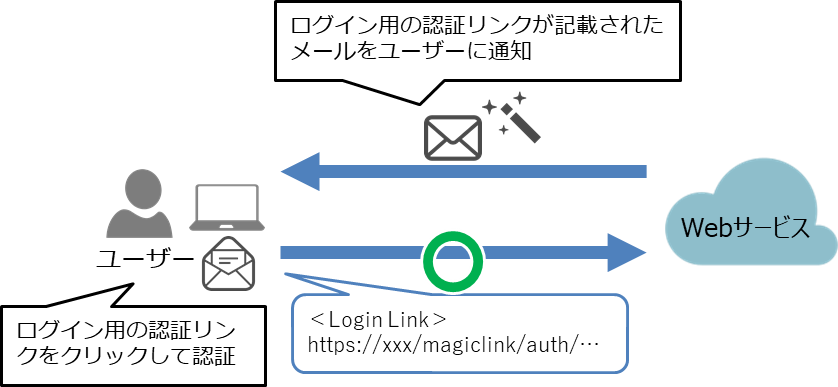 ログイン用の認証リンクが記載された
メールをユーザーに通知
Webサービス
ユーザー
ログイン用の認証リン
クをクリックして認証
＜Login Link＞
https://xxx/magiclink/auth/…